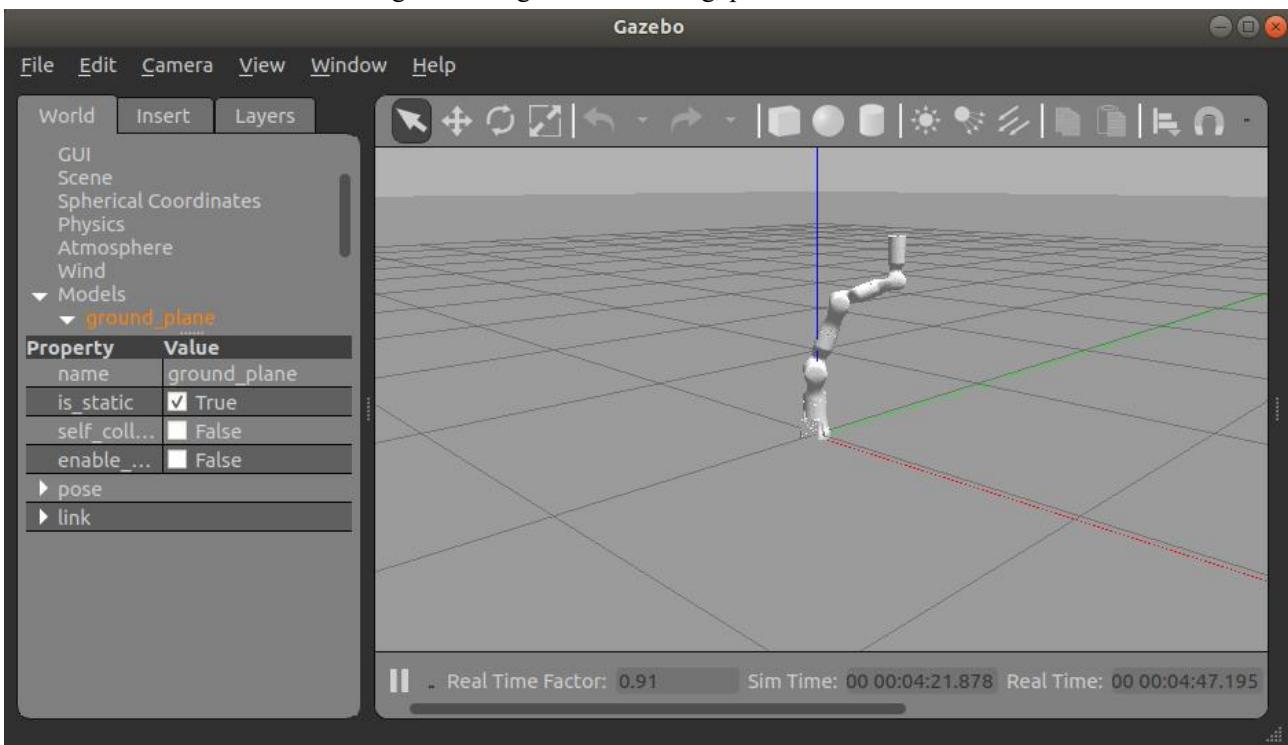 Gazebo
File Edit Camera View Window Help
World Insert Layers
GUI
Scene
Spherical Coordinates
Physics
Atmosphere
Wind
Models
ground_plane
Property Value
name ground_plane
is_static True
self_coll... False
enable_... False
pose
link
Real Time Factor: 0.91 Sim Time: 00 00:04:21.878 Real Time: 00 00:04:47.195